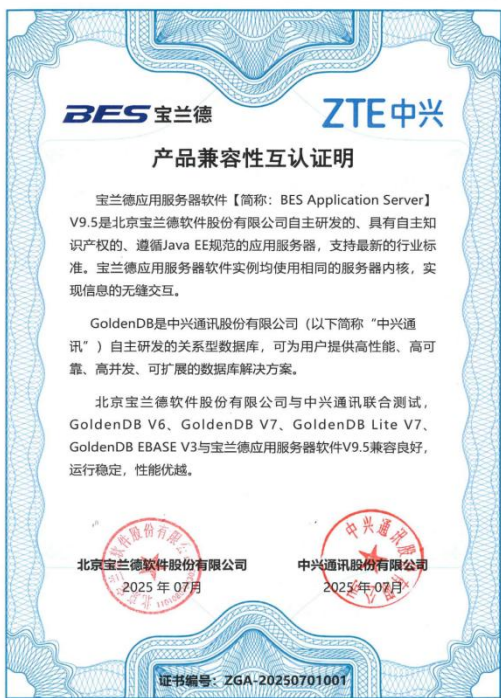 BES 宝兰德
ZTE中兴
产品兼容性互认证明
宝兰德应用服务器软件【简称：BES Application Server】
V9.5是北京宝兰德软件股份有限公司自主研发的、具有自主知
识产权的、遵循Java EE规范的应用服务器，支持最新的行业标
准。宝兰德应用服务器软件实例均使用相同的服务器内核，实
现信息的无缝交互。
GoldenDB是中兴通讯股份有限公司（以下简称“中兴通
讯”）自主研发的关系型数据库，可为用户提供高性能、高可
靠、高并发、可扩展的数据库解决方案。
北京宝兰德软件股份有限公司与中兴通讯联合测试，
GoldenDB V6、GoldenDB V7、GoldenDB Lite V7、
GoldenDB EBASE V3与宝兰德应用服务器软件V9.5兼容良好，
运行稳定，性能优越。
北京宝兰德软件股份有限公司
2025 年 07月
中兴通讯股份有限公司
2025 年 07月
证书编号：ZGA-20250701001